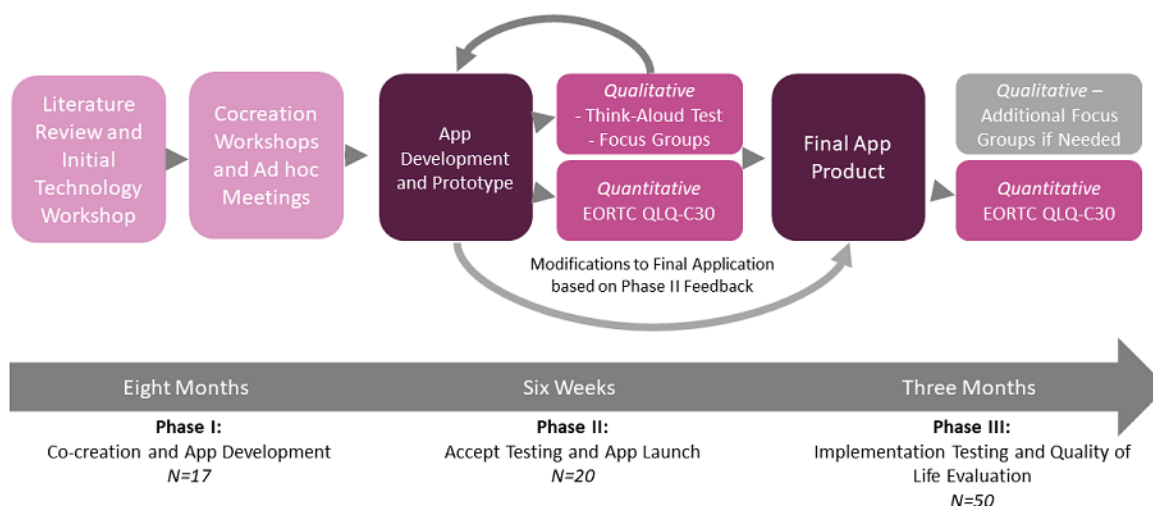 Literature
Review and
Initial
Technology
Workshop
Cocreation
Workshops
and Ad hoc
Meetings
App
Development
and Prototype
Qualitative
- Think-Aloud Test
- Focus Groups
Quantitative
EORTC QLQ-C30
Final App
Product
Qualitative –
Additional Focus
Groups if Needed
Quantitative
EORTC QLQ-C30
Modifications to Final Application
based on Phase II Feedback
Eight Months
Six Weeks
Three Months
Phase I:
Co-creation and App Development
N=17
Phase II:
Accept Testing and App Launch
N=20
Phase III:
Implementation Testing and Quality of
Life Evaluation
N=50